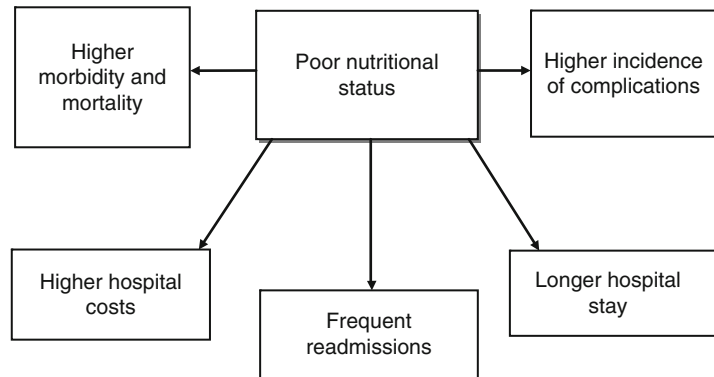 Higher
morbidity and
mortality
Poor nutritional
status
Higher incidence
of complications
Higher hospital
costs
Frequent
readmissions
Longer hospital
stay